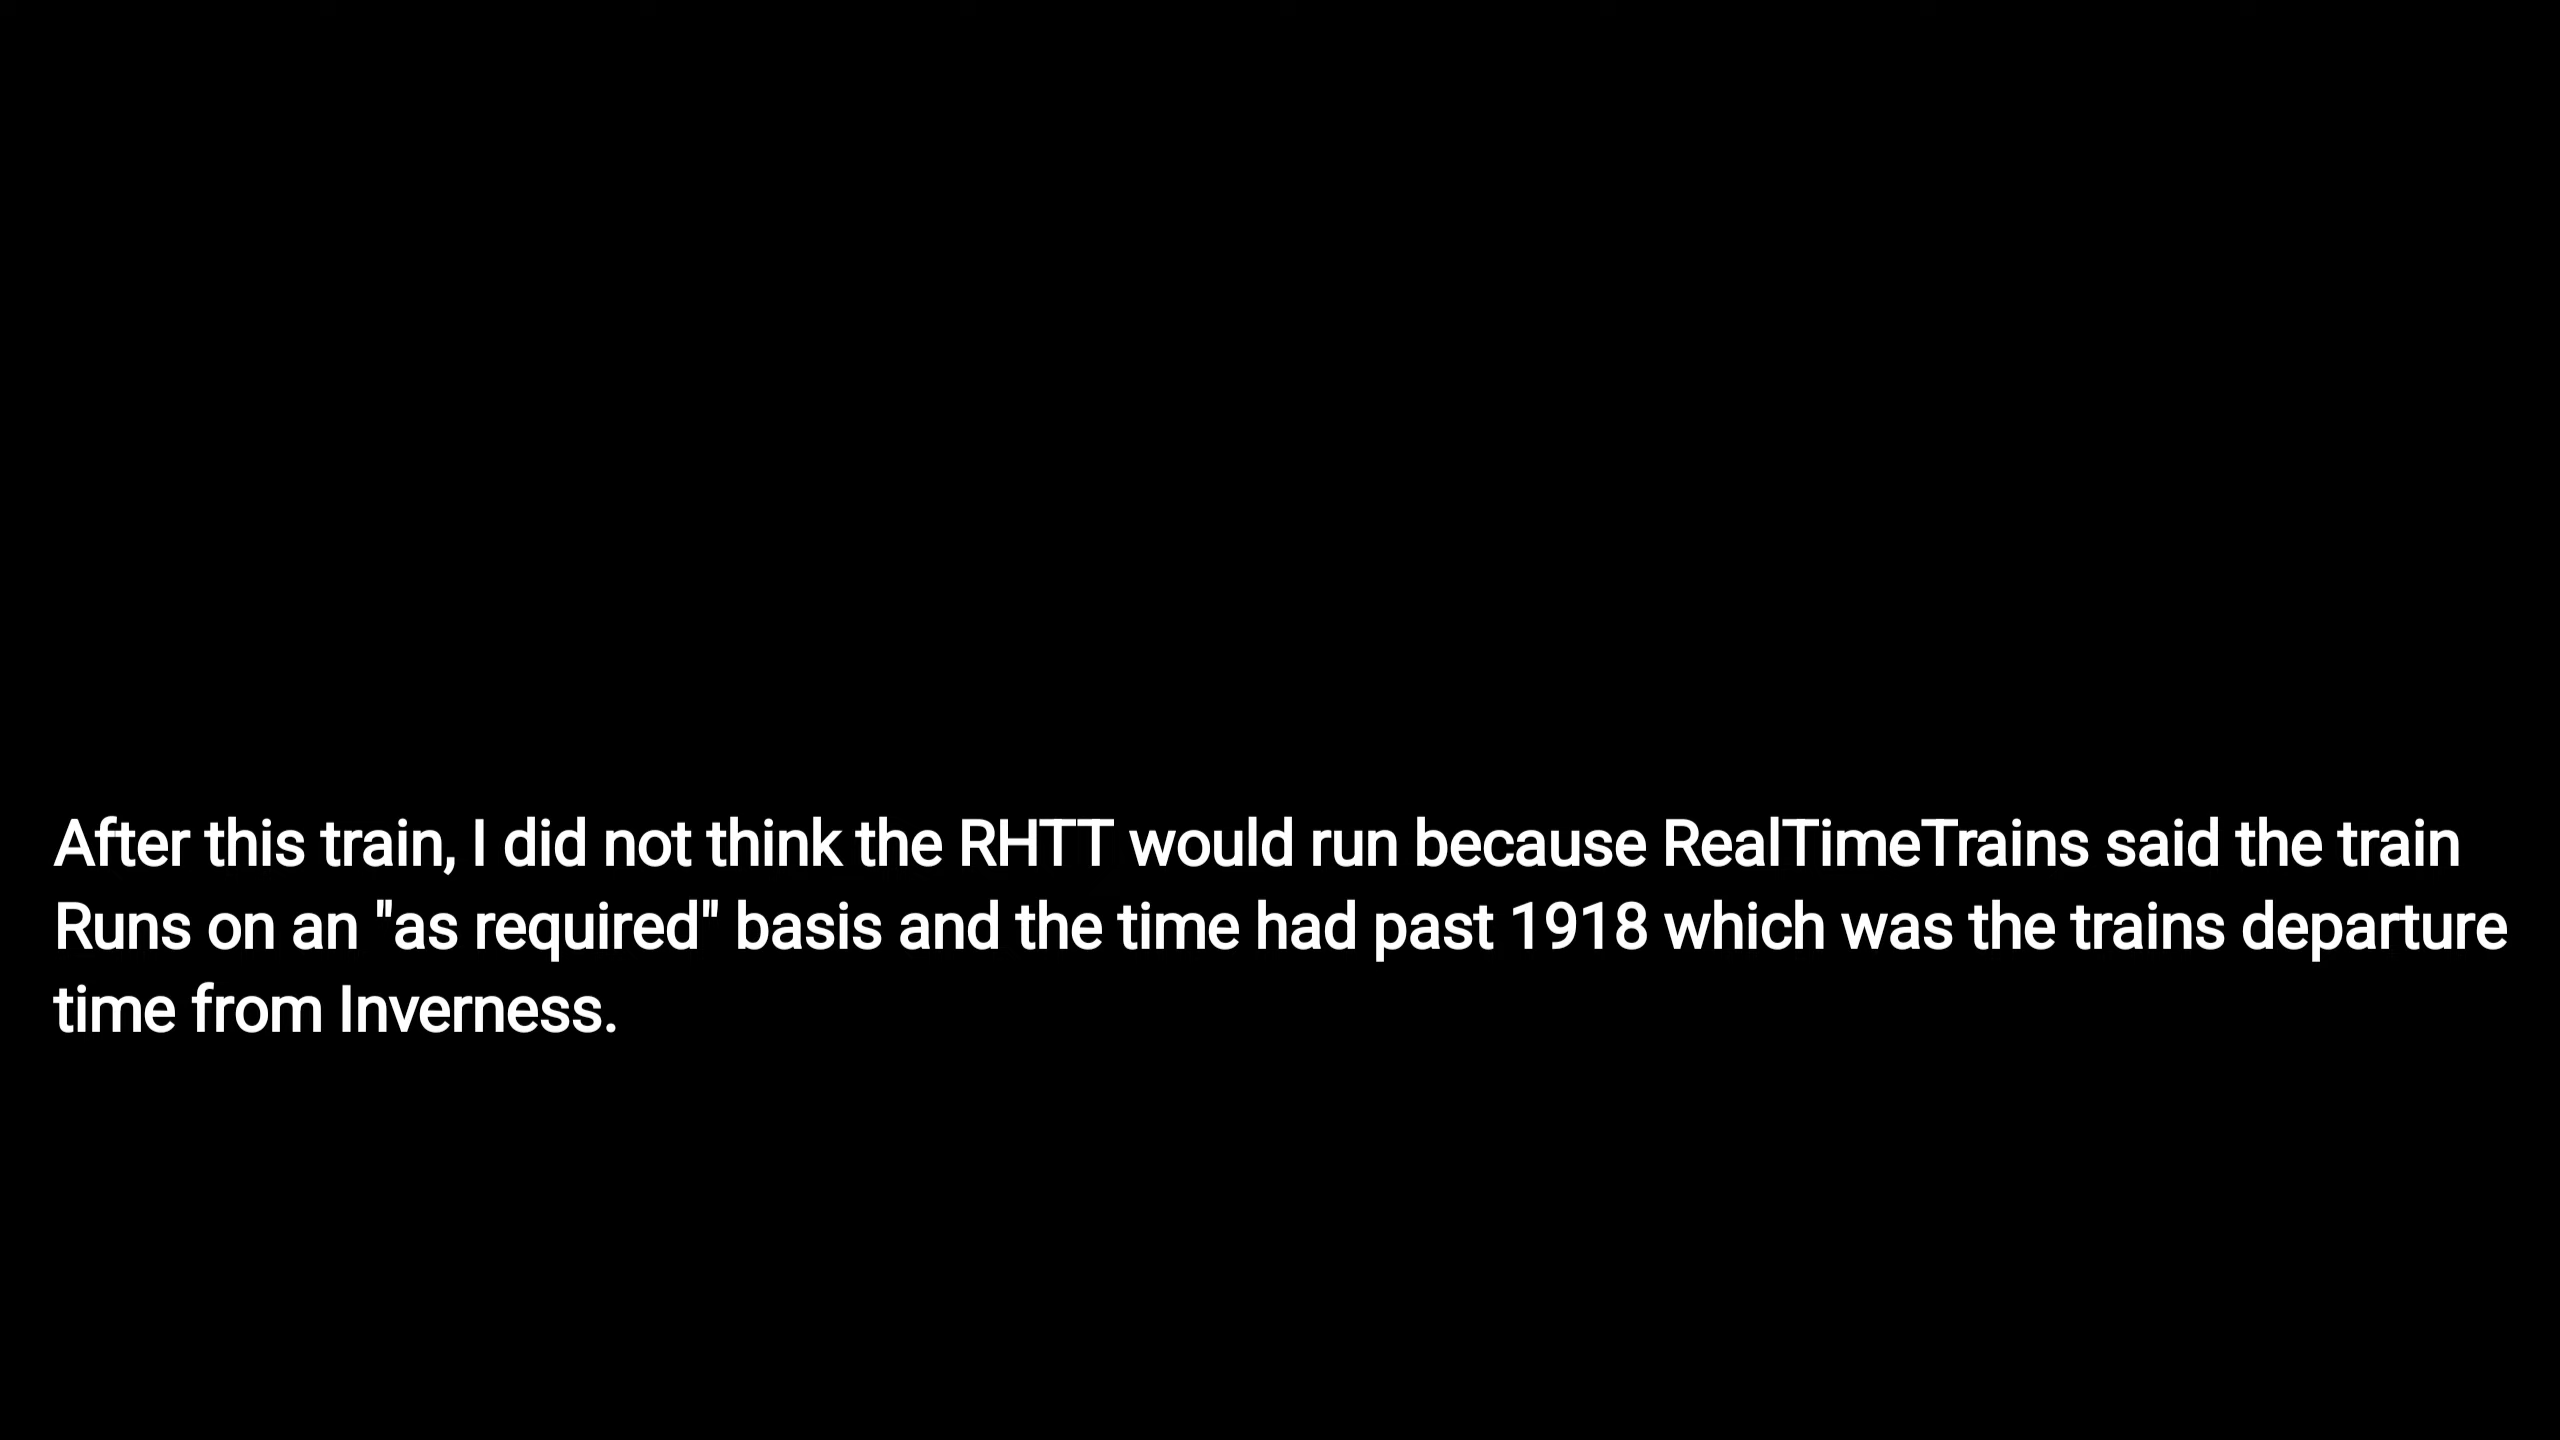 After this train, I did not think the RHTT would run because RealTimeTrains said the train
Runs on an "as required" basis and the time had past 1918 which was the trains departure
time from Inverness.